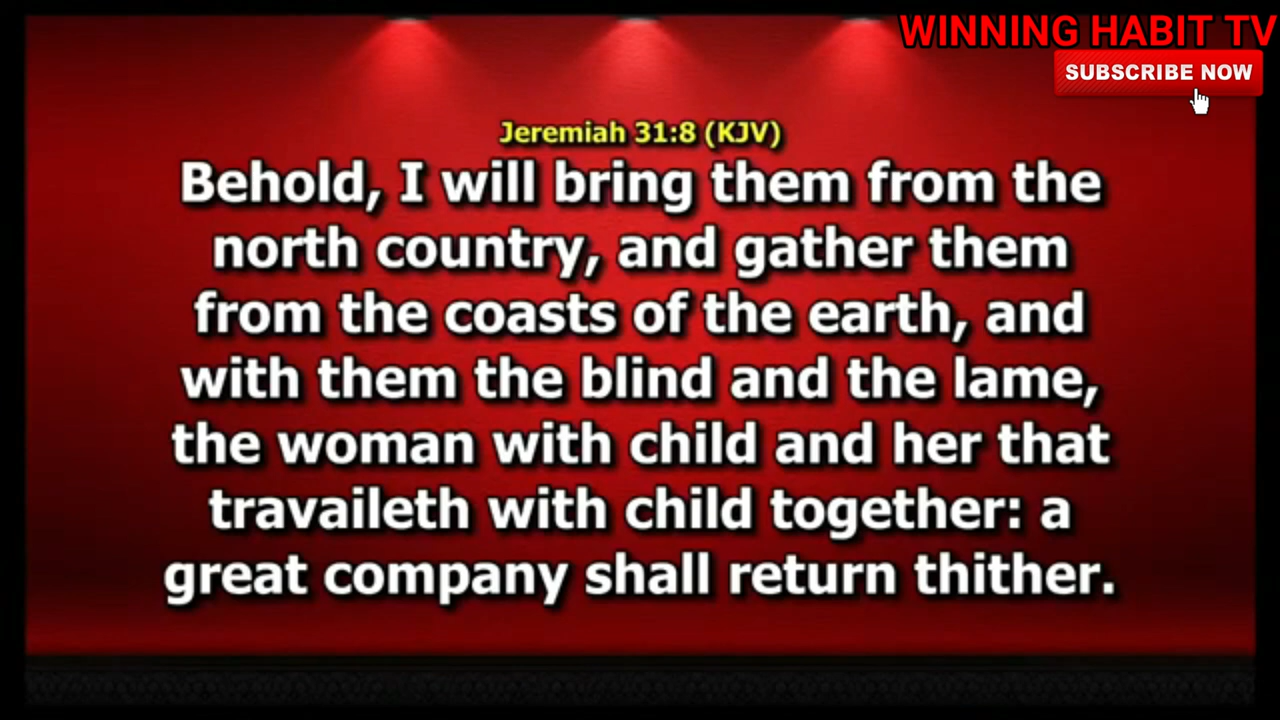 WINNING HABIT TV
SUBSCRIBE NOW
Jeremiah 31:8 (KJV)
Behold, I will bring them from the
north country, and gather them
from the coasts of the earth, and
with them the blind and the lame,
the woman with child and her that
travaileth with child together: a
great company shall return thither.